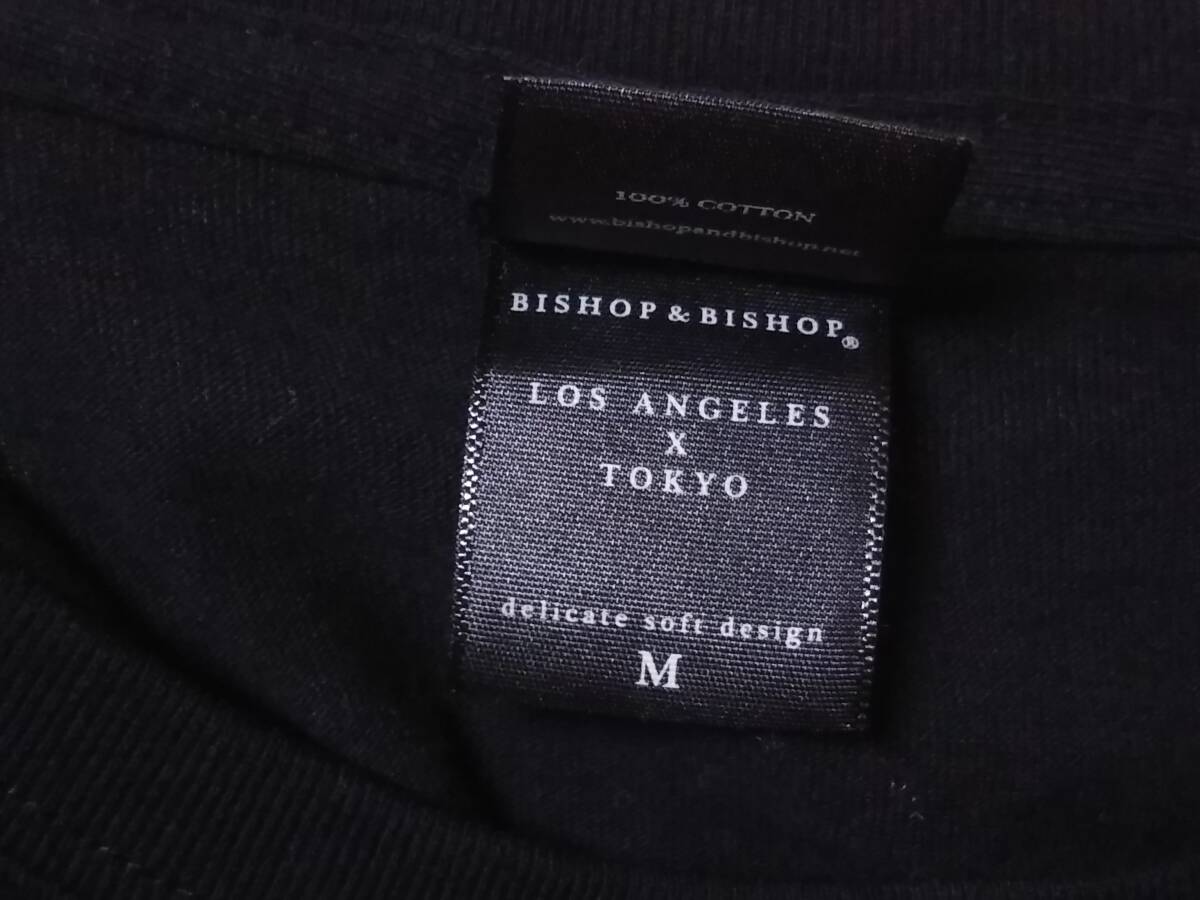 100% COTTON
www.bishopandbishop.net
BISHOP & BISHOP®
LOS ANGELES
X
TOKYO
delicate soft design
M